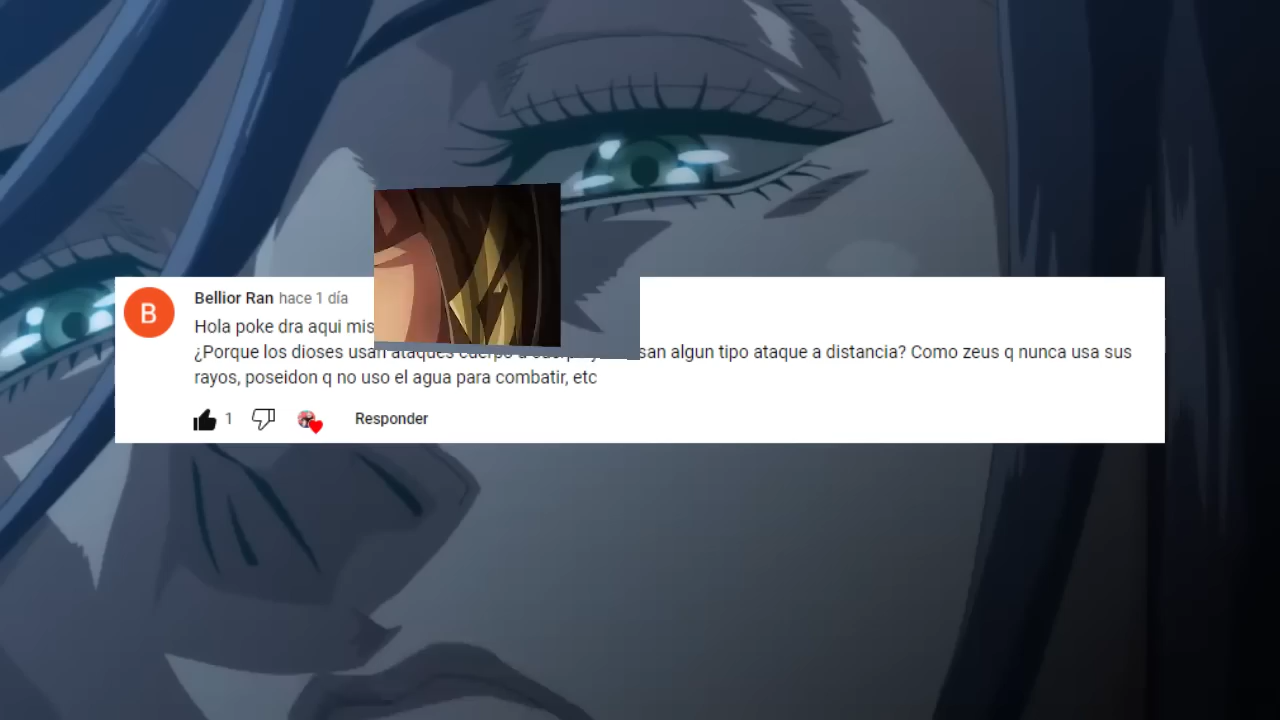 B
Bellior Ran hace 1 día
Hola poke dra aqui mis
¿Porque los dioses usan ataques cuerpo a san algun tipo ataque a distancia? Como zeus q nunca usa sus
rayos, poseidon q no uso el agua para combatir, etc
1 Responder